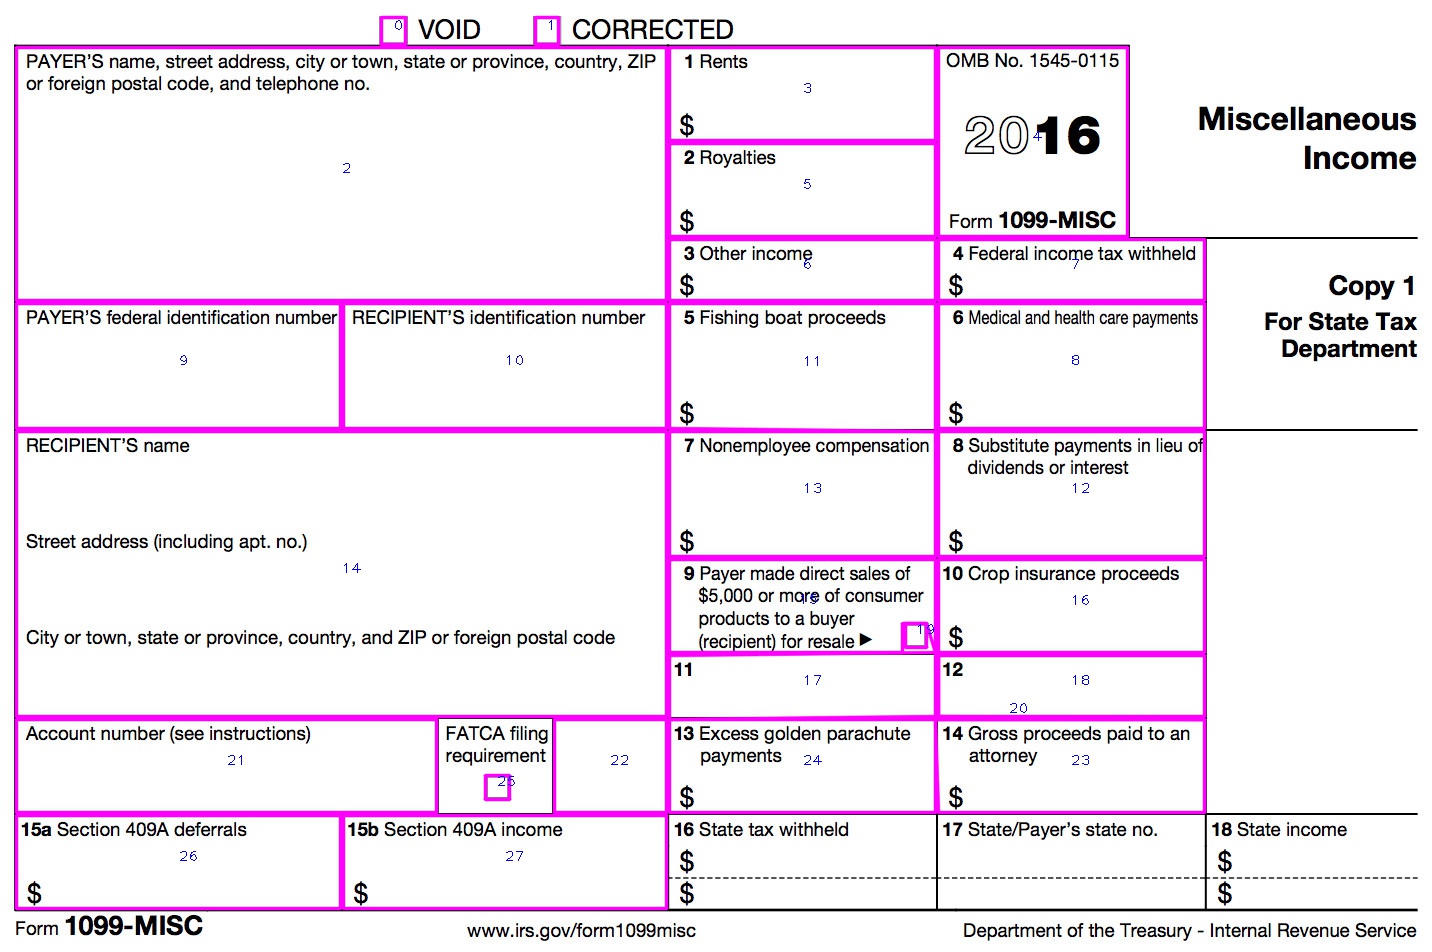 0 VOID 1 CORRECTED
PAYER'S name, street address, city or town, state or province, country, ZIP
or foreign postal code, and telephone no.
2
1 Rents
3
$
2 Royalties
5
$
OMB No. 1545-0115
2016
4
Form 1099-MISC
Miscellaneous
Income
3 Other income
6
$
4 Federal income tax withheld
7
$
Copy 1
For State Tax
Department
PAYER'S federal identification number
9
RECIPIENT'S identification number
10
5 Fishing boat proceeds
11
$
6 Medical and health care payments
8
$
RECIPIENT'S name
Street address (including apt. no.)
14
City or town, state or province, country, and ZIP or foreign postal code
7 Nonemployee compensation
13
$
8 Substitute payments in lieu of
dividends or interest
12
$
9 Payer made direct sales of
$5,000 or more of consumer
15
products to a buyer
(recipient) for resale ▶
19
10 Crop insurance proceeds
16
$
11
17
12
18
20
Account number (see instructions)
21
FATCA filing
requirement
25
22
13 Excess golden parachute
payments
24
$
14 Gross proceeds paid to an
attorney
23
$
15a Section 409A deferrals
26
$
15b Section 409A income
27
$
16 State tax withheld
$
$
17 State/Payer's state no.
18 State income
$
$
Form 1099-MISC
www.irs.gov/form1099misc
Department of the Treasury - Internal Revenue Service